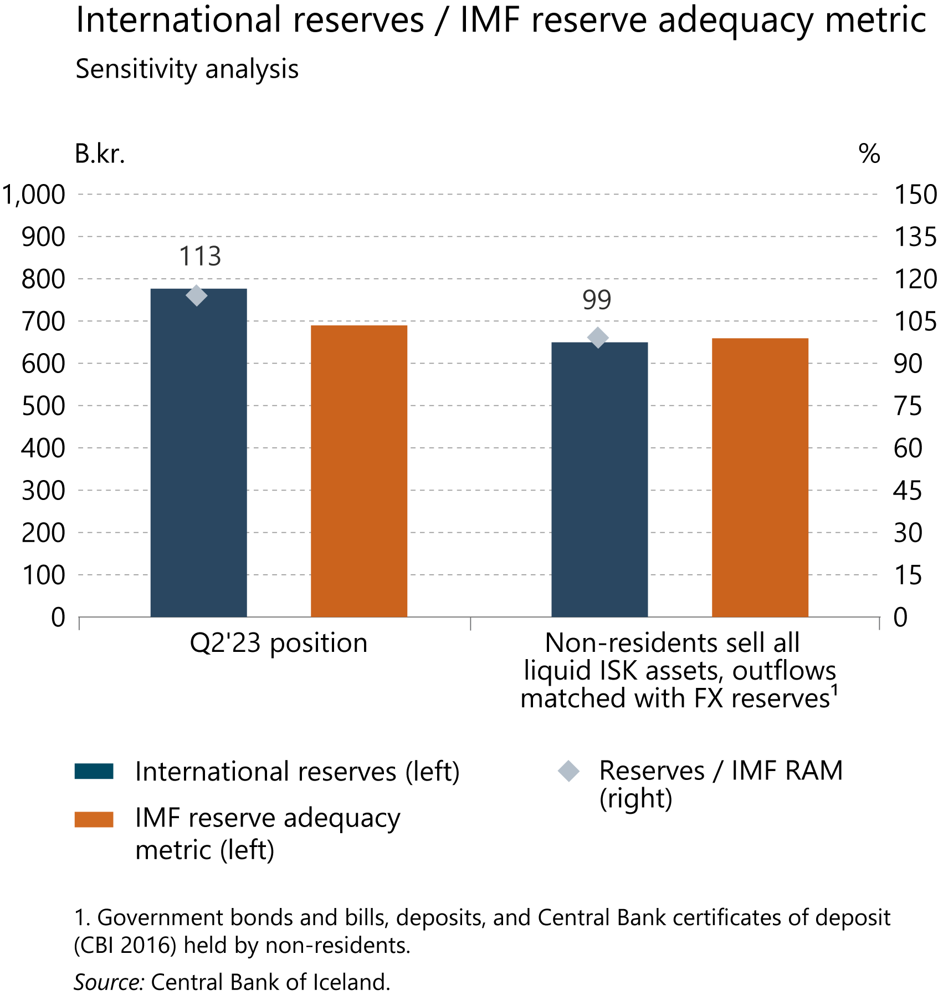 International reserves / IMF reserve adequacy metric
Sensitivity analysis
B.kr.
%
1,000
900
800
700
600
500
400
300
200
100
0
150
135
120
105
90
75
60
45
30
15
0
113
99
Q2'23 position
Non-residents sell all
liquid ISK assets, outflows
matched with FX reserves¹
International reserves (left)
IMF reserve adequacy
metric (left)
Reserves / IMF RAM
(right)
1. Government bonds and bills, deposits, and Central Bank certificates of deposit
(CBI 2016) held by non-residents.
Source: Central Bank of Iceland.